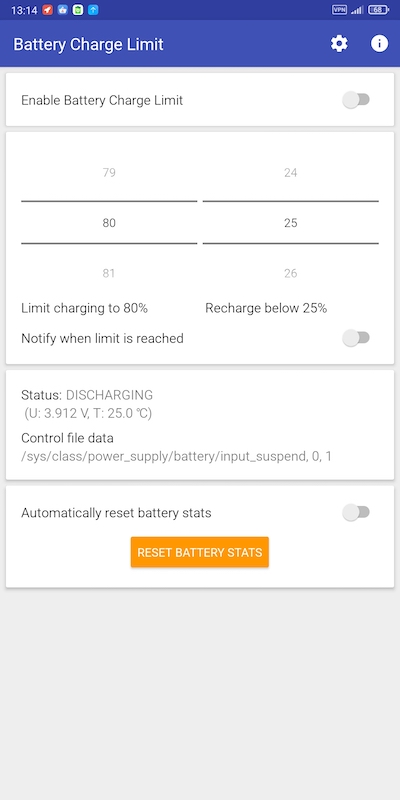 13:14 VPN 68
Battery Charge Limit
Enable Battery Charge Limit
79 24
80 25
81 26
Limit charging to 80% Recharge below 25%
Notify when limit is reached
Status: DISCHARGING
(U: 3.912 V, T: 25.0 °C)
Control file data
/sys/class/power_supply/battery/input_suspend, 0, 1
Automatically reset battery stats
RESET BATTERY STATS